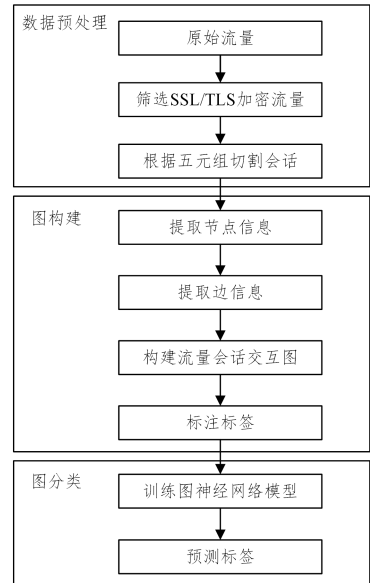 数据预处理
原始流量
筛选SSL/TLS加密流量
根据五元组切割会话
图构建
提取节点信息
提取边信息
构建流量会话交互图
标注标签
图分类
训练图神经网络模型
预测标签